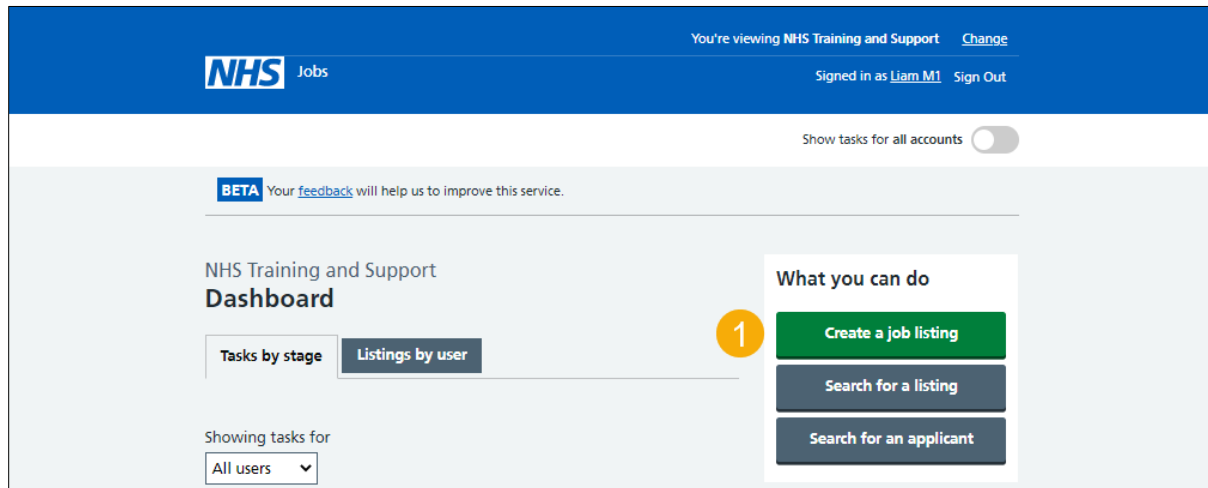 You're viewing NHS Training and Support Change
NHS Jobs
Signed in as Liam M1 Sign Out
Show tasks for all accounts
BETA Your feedback will help us to improve this service.
NHS Training and Support
Dashboard
Tasks by stage Listings by user
Showing tasks for
All users
What you can do
1 Create a job listing
Search for a listing
Search for an applicant